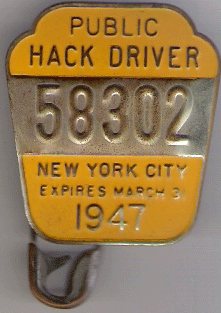 PUBLIC
HACK DRIVER
58302
NEW YORK CITY
EXPIRES MARCH 31
1947